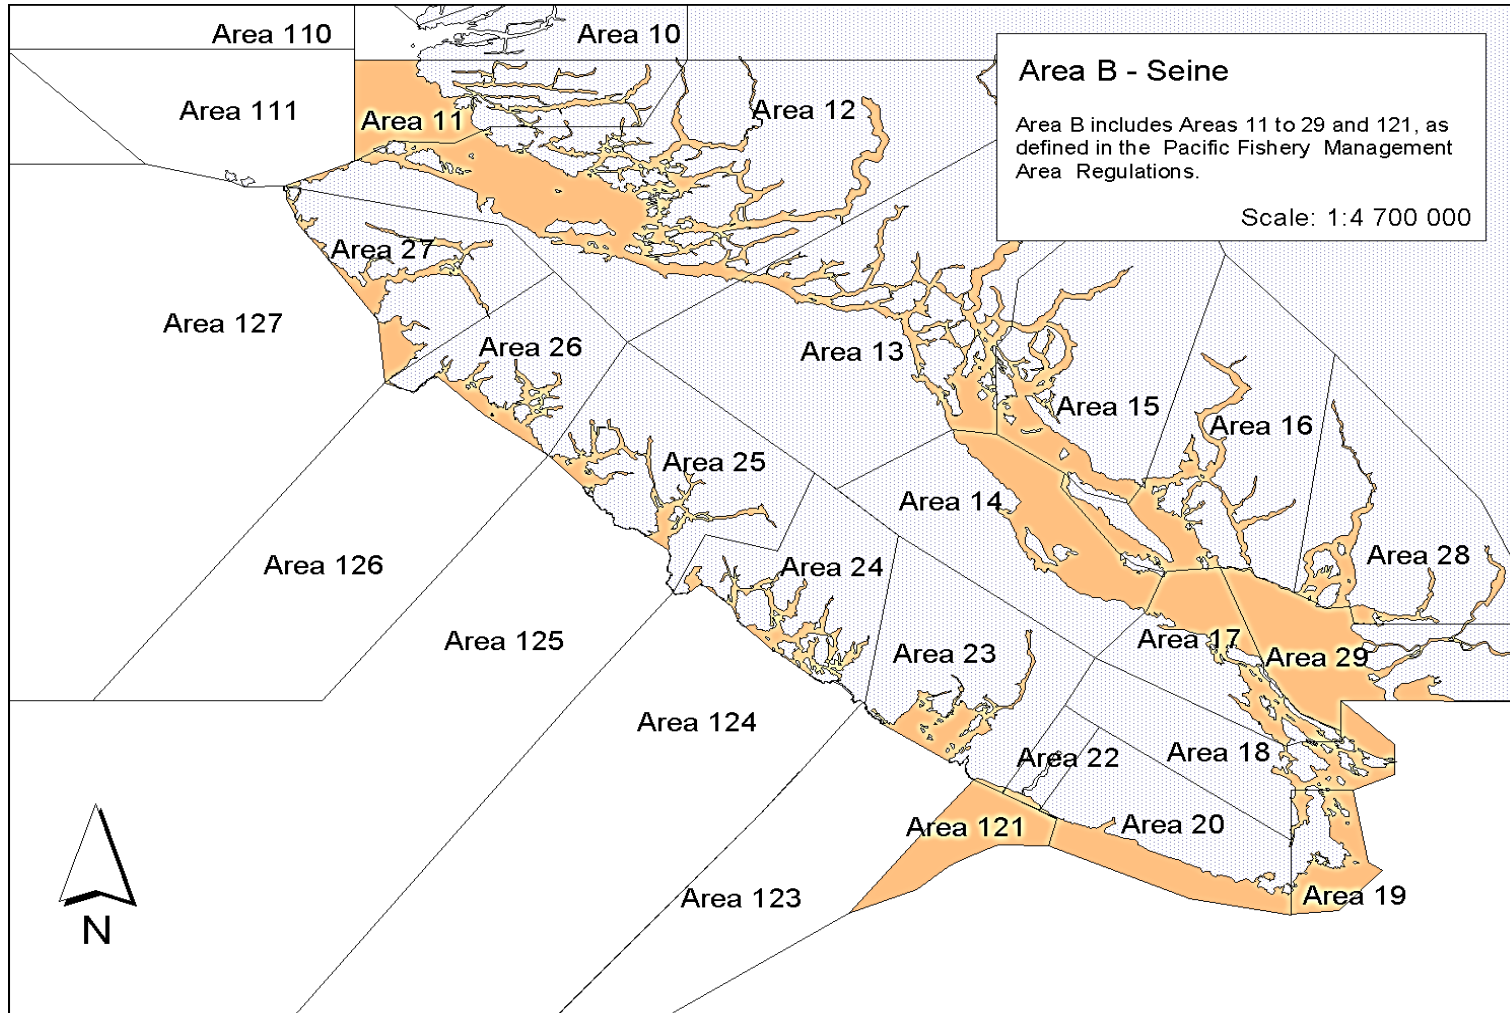 Area 110
Area 10
Area B - Seine
Area 111
Area 11
Area 12
Area B includes Areas 11 to 29 and 121, as
defined in the Pacific Fishery Management
Area Regulations.
Scale: 1:4 700 000
Area 27
Area 127
Area 26
Area 13
Area 15
Area 16
Area 25
Area 14
Area 126
Area 24
Area 28
Area 125
Area 23
Area 17
Area 29
Area 124
Area 22
Area 18
Area 121
Area 20
Area 123
Area 19
N